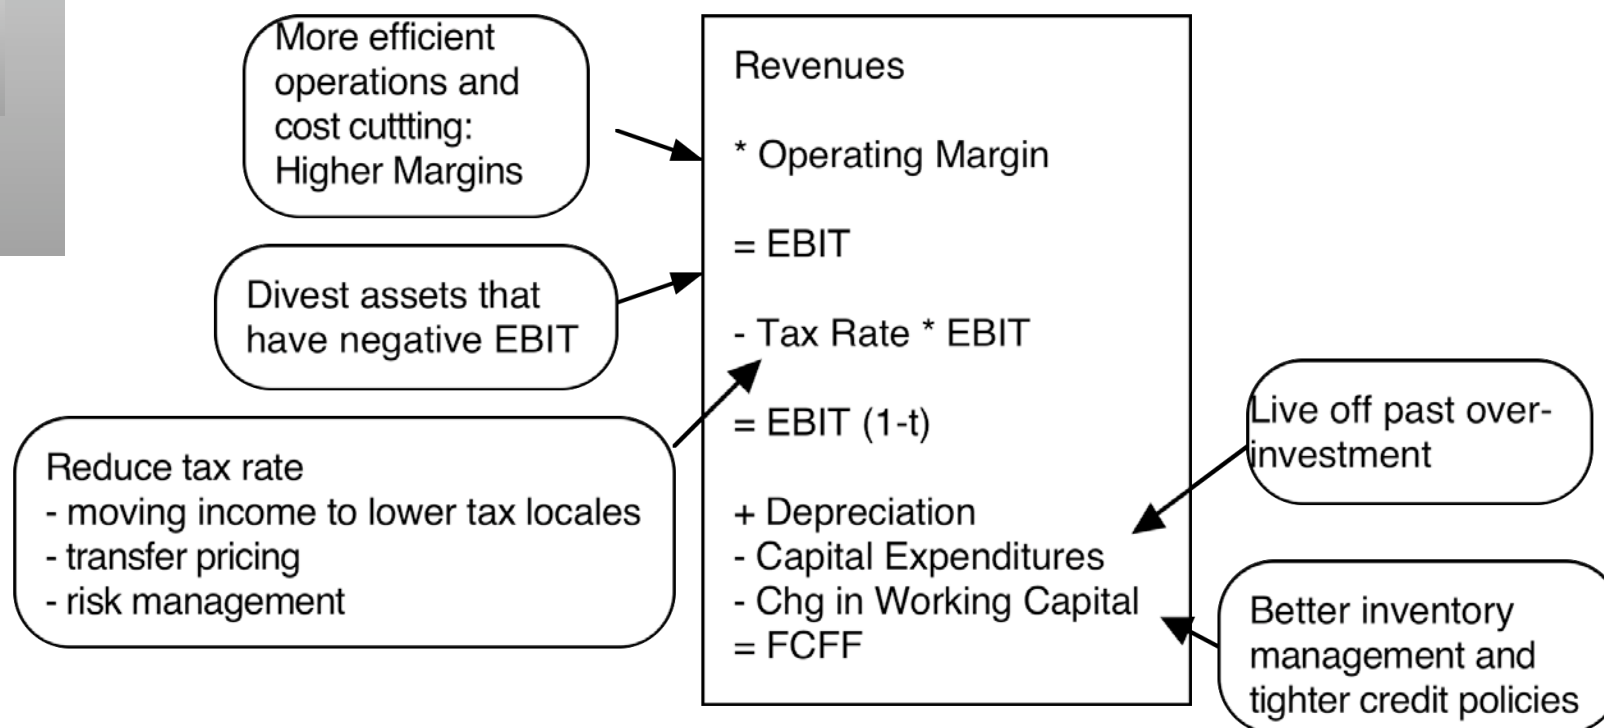 More efficient
operations and
cost cuttting:
Higher Margins
Divest assets that
have negative EBIT
Reduce tax rate
- moving income to lower tax locales
- transfer pricing
- risk management
Revenues
* Operating Margin
= EBIT
- Tax Rate * EBIT
= EBIT (1-t)
+ Depreciation
- Capital Expenditures
- Chg in Working Capital
= FCFF
Live off past over-
investment
Better inventory
management and
tighter credit policies